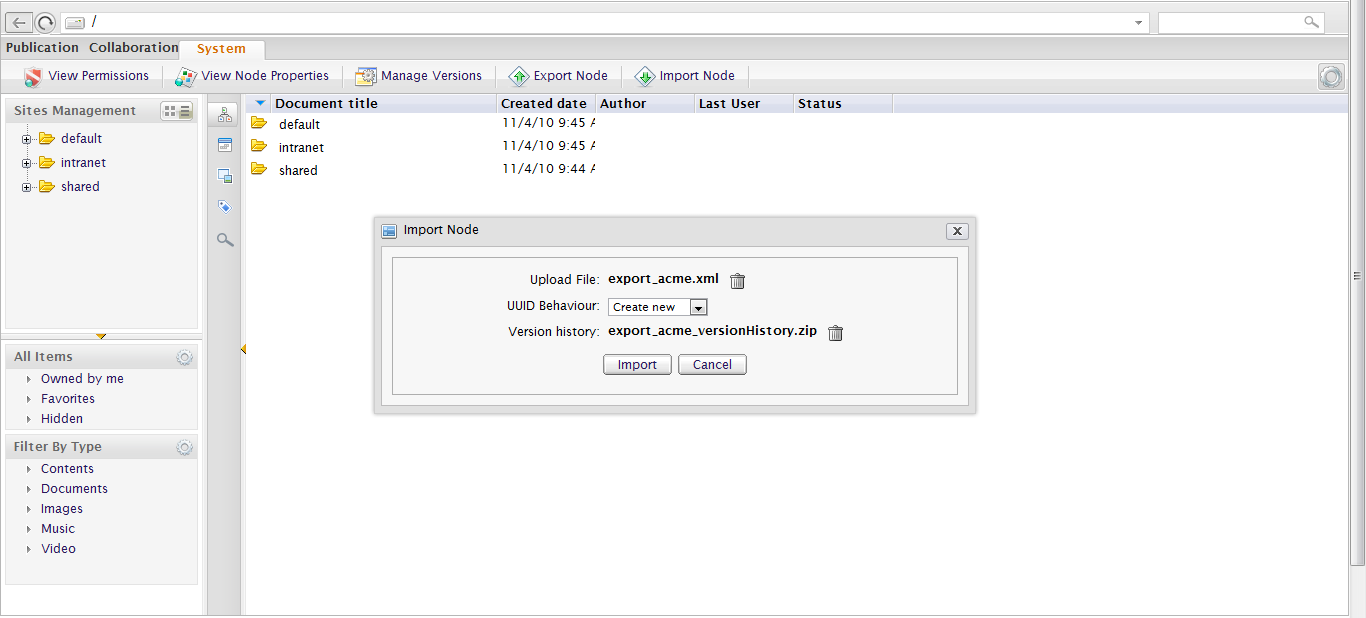 /
Publication Collaboration System
View Permissions View Node Properties Manage Versions Export Node Import Node
Sites Management
default
intranet
shared
All Items
Owned by me
Favorites
Hidden
Filter By Type
Contents
Documents
Images
Music
Video
Document title Created date Author Last User Status
default 11/4/10 9:45 A
intranet 11/4/10 9:45 A
shared 11/4/10 9:44 A
Import Node X
Upload File: export_acme.xml
UUID Behaviour: Create new
Version history: export_acme_versionHistory.zip
Import Cancel